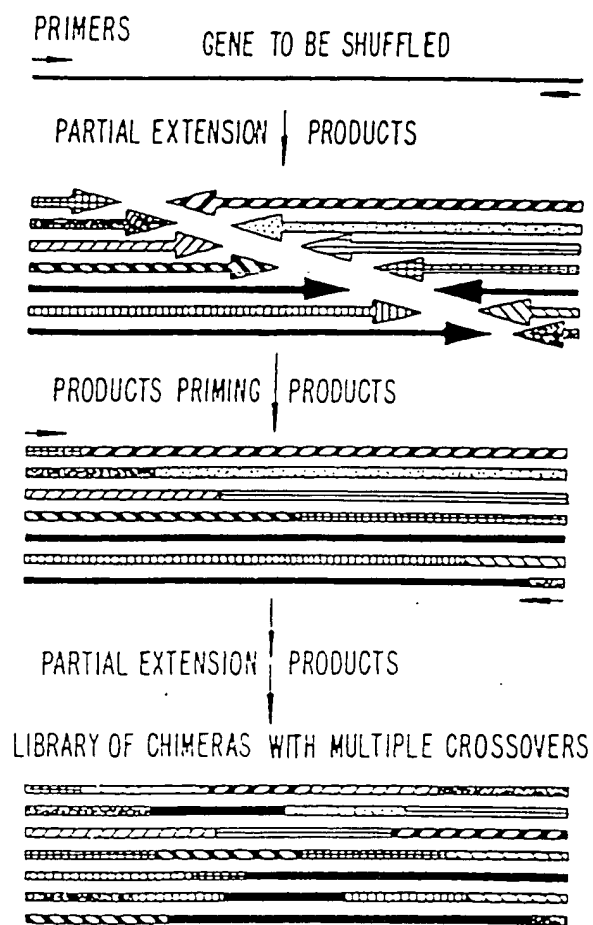 PRIMERS
GENE TO BE SHUFFLED
PARTIAL EXTENSION PRODUCTS
PRODUCTS PRIMING PRODUCTS
PARTIAL EXTENSION PRODUCTS
LIBRARY OF CHIMERAS WITH MULTIPLE CROSSOVERS